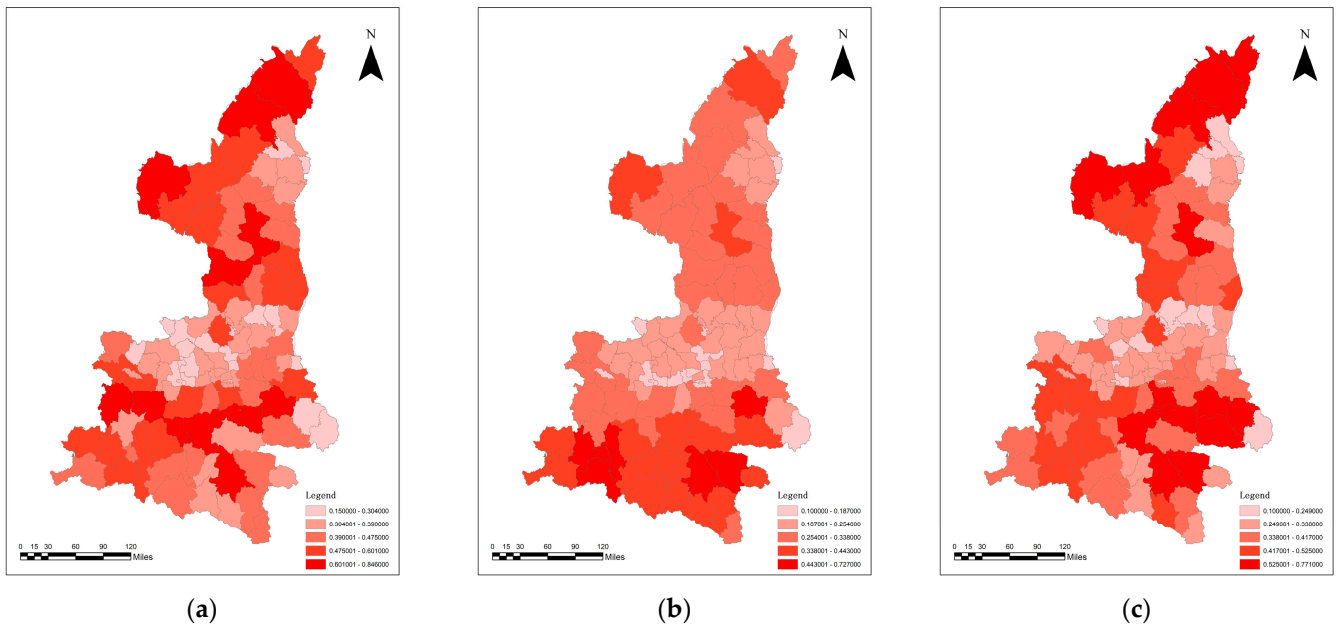 N
Legend
0.150000 - 0.304000
0.304001 - 0.390000
0.390001 - 0.475000
0.475001 - 0.601000
0.601001 - 0.846000
0 15 30 60 90 120
Miles
(a)
N
Legend
0.100000 - 0.187000
0.187001 - 0.254000
0.254001 - 0.338000
0.338001 - 0.443000
0.443001 - 0.727000
0 15 30 60 90 120
Miles
(b)
N
Legend
0.100000 - 0.249000
0.249001 - 0.338000
0.338001 - 0.417000
0.417001 - 0.525000
0.525001 - 0.771000
0 15 30 60 90 120
Miles
(c)